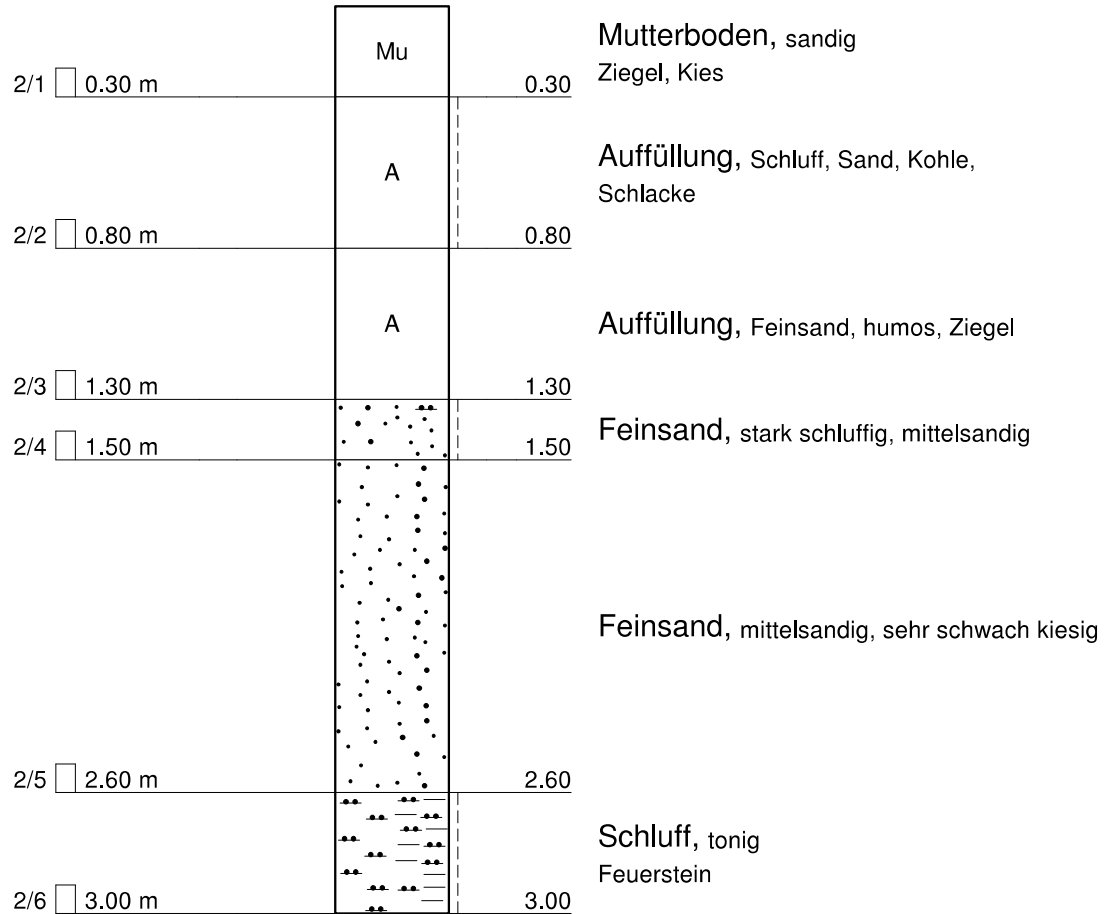 Mu
Mutterboden, sandig
Ziegel, Kies
2/1 0.30 m 0.30
A
Auffüllung, Schluff, Sand, Kohle,
Schlacke
2/2 0.80 m 0.80
A
Auffüllung, Feinsand, humos, Ziegel
2/3 1.30 m 1.30
Feinsand, stark schluffig, mittelsandig
2/4 1.50 m 1.50
Feinsand, mittelsandig, sehr schwach kiesig
2/5 2.60 m 2.60
Schluff, tonig
Feuerstein
2/6 3.00 m 3.00